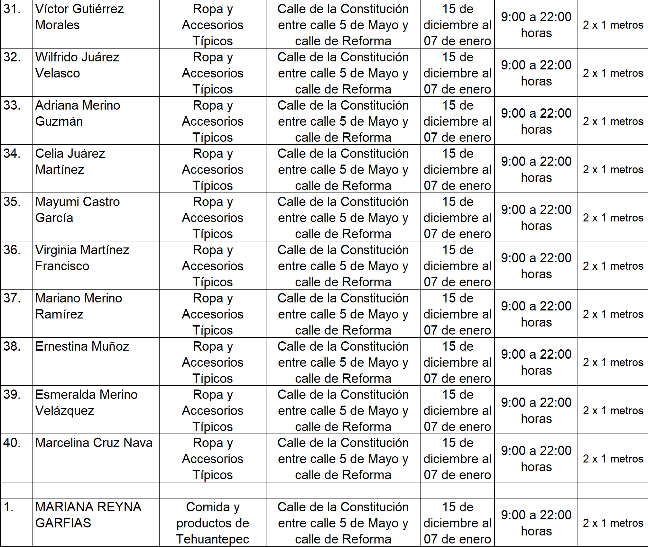 31. Víctor Gutiérrez Morales Ropa y Accesorios Típicos Calle de la Constitución entre calle 5 de Mayo y calle de Reforma 15 de diciembre al 07 de enero 9:00 a 22:00 horas 2 x 1 metros
32. Wilfrido Juárez Velasco Ropa y Accesorios Típicos Calle de la Constitución entre calle 5 de Mayo y calle de Reforma 15 de diciembre al 07 de enero 9:00 a 22:00 horas 2 x 1 metros
33. Adriana Merino Guzmán Ropa y Accesorios Típicos Calle de la Constitución entre calle 5 de Mayo y calle de Reforma 15 de diciembre al 07 de enero 9:00 a 22:00 horas 2 x 1 metros
34. Celia Juárez Martínez Ropa y Accesorios Típicos Calle de la Constitución entre calle 5 de Mayo y calle de Reforma 15 de diciembre al 07 de enero 9:00 a 22:00 horas 2 x 1 metros
35. Mayumi Castro García Ropa y Accesorios Típicos Calle de la Constitución entre calle 5 de Mayo y calle de Reforma 15 de diciembre al 07 de enero 9:00 a 22:00 horas 2 x 1 metros
36. Virginia Martínez Francisco Ropa y Accesorios Típicos Calle de la Constitución entre calle 5 de Mayo y calle de Reforma 15 de diciembre al 07 de enero 9:00 a 22:00 horas 2 x 1 metros
37. Mariano Merino Ramírez Ropa y Accesorios Típicos Calle de la Constitución entre calle 5 de Mayo y calle de Reforma 15 de diciembre al 07 de enero 9:00 a 22:00 horas 2 x 1 metros
38. Ernestina Muñoz Ropa y Accesorios Típicos Calle de la Constitución entre calle 5 de Mayo y calle de Reforma 15 de diciembre al 07 de enero 9:00 a 22:00 horas 2 x 1 metros
39. Esmeralda Merino Velázquez Ropa y Accesorios Típicos Calle de la Constitución entre calle 5 de Mayo y calle de Reforma 15 de diciembre al 07 de enero 9:00 a 22:00 horas 2 x 1 metros
40. Marcelina Cruz Nava Ropa y Accesorios Típicos Calle de la Constitución entre calle 5 de Mayo y calle de Reforma 15 de diciembre al 07 de enero 9:00 a 22:00 horas 2 x 1 metros
1. MARIANA REYNA GARFIAS Comida y productos de Tehuantepec Calle de la Constitución entre calle 5 de Mayo y calle de Reforma 15 de diciembre al 07 de enero 9:00 a 22:00 horas 2 x 1 metros